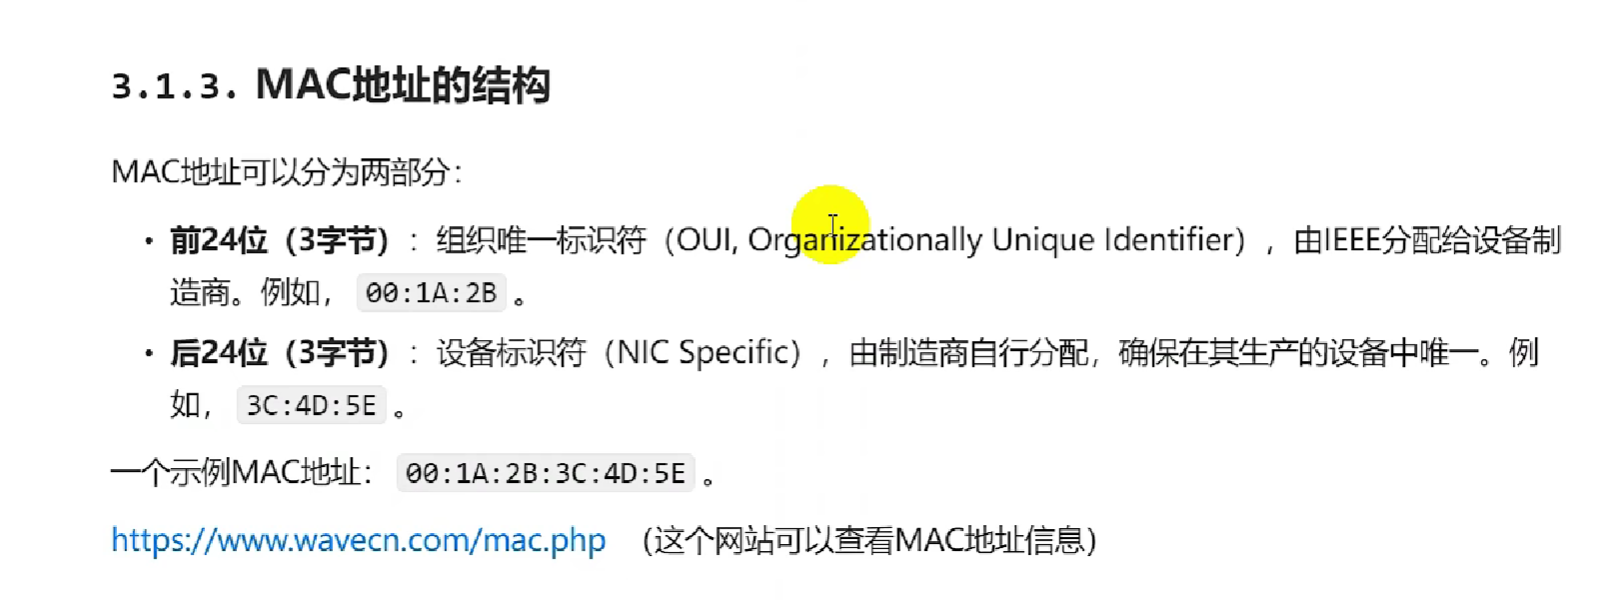 3.1.3. MAC地址的结构
MAC地址可以分为两部分：
• 前24位（3字节）：组织唯一标识符（OUI, Organizationally Unique Identifier），由IEEE分配给设备制
造商。例如，00:1A:2B。
• 后24位（3字节）：设备标识符（NIC Specific），由制造商自行分配，确保在其生产的设备中唯一。例
如，3C:4D:5E。
一个示例MAC地址：00:1A:2B:3C:4D:5E。
https://www.wavecn.com/mac.php （这个网站可以查看MAC地址信息）